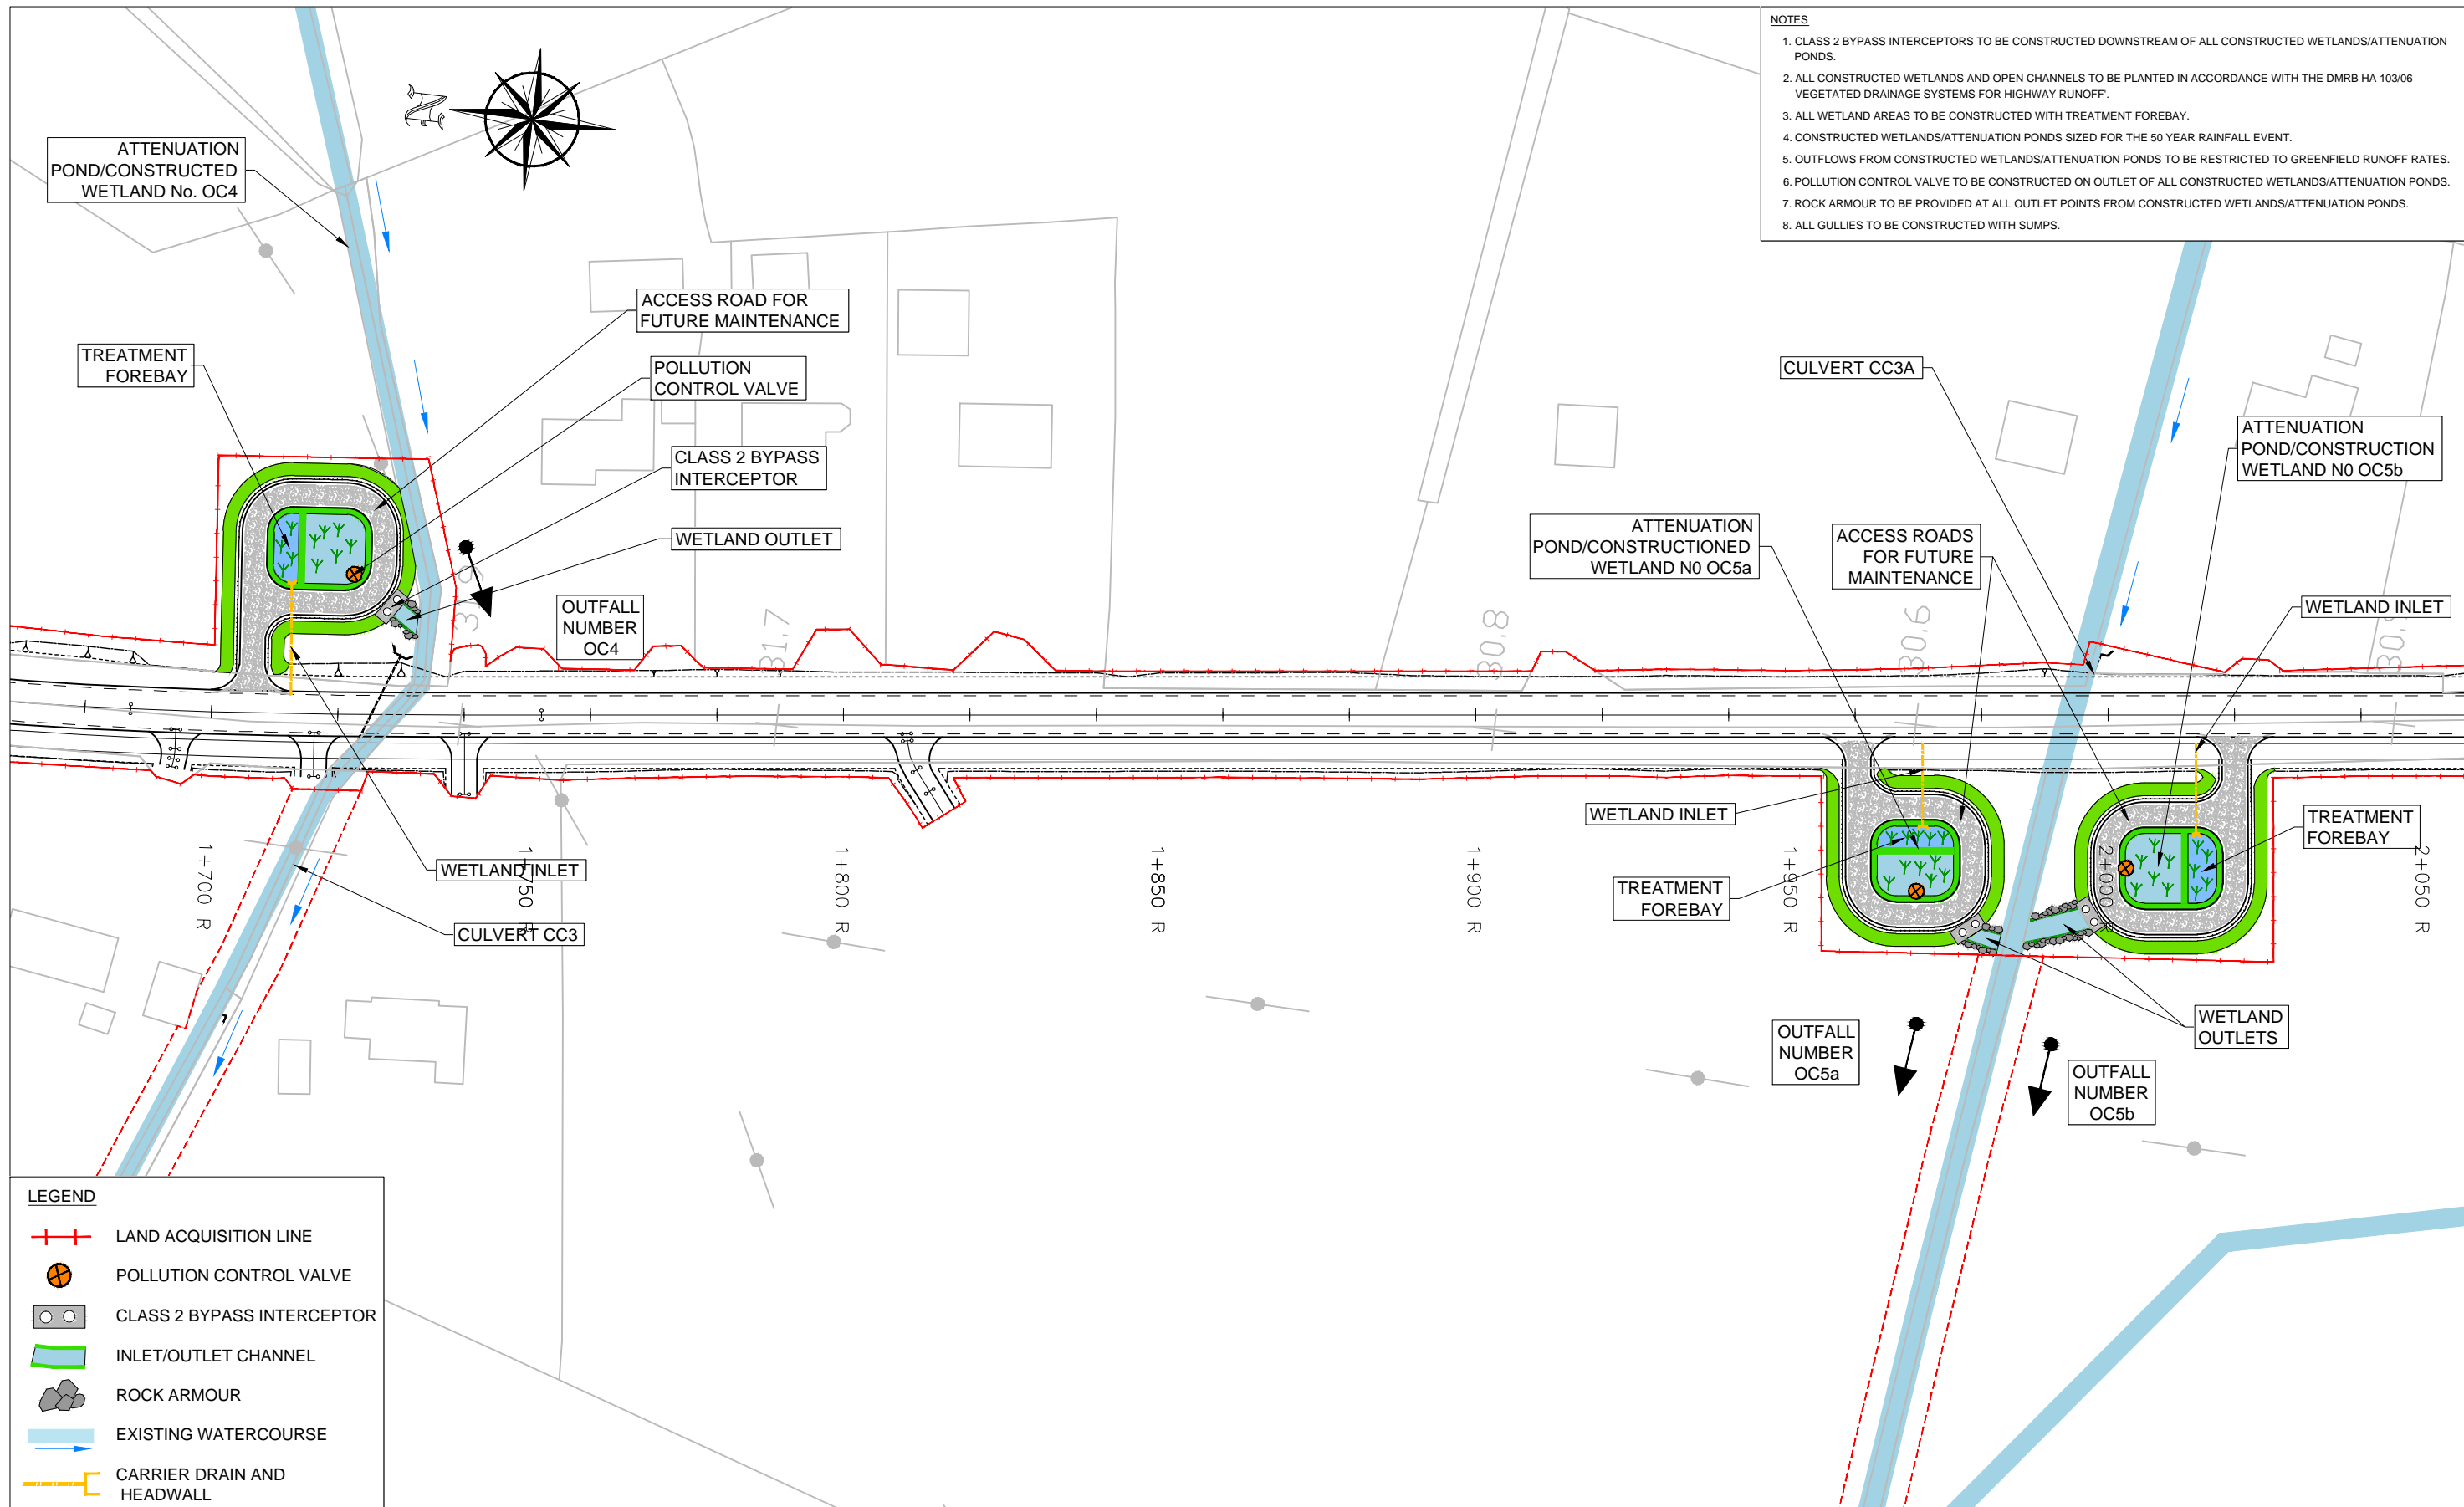 NOTES
1. CLASS 2 BYPASS INTERCEPTORS TO BE CONSTRUCTED DOWNSTREAM OF ALL CONSTRUCTED WETLANDS/ATTENUATION
PONDS.
2. ALL CONSTRUCTED WETLANDS AND OPEN CHANNELS TO BE PLANTED IN ACCORDANCE WITH THE DMRB HA 103/06
VEGETATED DRAINAGE SYSTEMS FOR HIGHWAY RUNOFF'.
3. ALL WETLAND AREAS TO BE CONSTRUCTED WITH TREATMENT FOREBAY.
4. CONSTRUCTED WETLANDS/ATTENUATION PONDS SIZED FOR THE 50 YEAR RAINFALL EVENT.
5. OUTFLOWS FROM CONSTRUCTED WETLANDS/ATTENUATION PONDS TO BE RESTRICTED TO GREENFIELD RUNOFF RATES.
6. POLLUTION CONTROL VALVE TO BE CONSTRUCTED ON OUTLET OF ALL CONSTRUCTED WETLANDS/ATTENUATION PONDS.
7. ROCK ARMOUR TO BE PROVIDED AT ALL OUTLET POINTS FROM CONSTRUCTED WETLANDS/ATTENUATION PONDS.
8. ALL GULLIES TO BE CONSTRUCTED WITH SUMPS.
N
ATTENUATION
POND/CONSTRUCTED
WETLAND No. OC4
ACCESS ROAD FOR
FUTURE MAINTENANCE
TREATMENT
FOREBAY
POLLUTION
CONTROL VALVE
CLASS 2 BYPASS
INTERCEPTOR
WETLAND OUTLET
OUTFALL
NUMBER
OC4
31.7
30.8
30.6
CULVERT CC3A
ATTENUATION
POND/CONSTRUCTION
WETLAND N0 OC5b
ATTENUATION
POND/CONSTRUCTIONED
WETLAND N0 OC5a
ACCESS ROADS
FOR FUTURE
MAINTENANCE
WETLAND INLET
WETLAND INLET
TREATMENT
FOREBAY
TREATMENT
FOREBAY
WETLAND INLET
CULVERT CC3
1+700 R
1+750 R
1+800 R
1+850 R
1+900 R
1+950 R
2+000 R
2+050 R
WETLAND
OUTLETS
OUTFALL
NUMBER
OC5a
OUTFALL
NUMBER
OC5b
LEGEND
LAND ACQUISITION LINE
POLLUTION CONTROL VALVE
CLASS 2 BYPASS INTERCEPTOR
INLET/OUTLET CHANNEL
ROCK ARMOUR
EXISTING WATERCOURSE
CARRIER DRAIN AND
HEADWALL